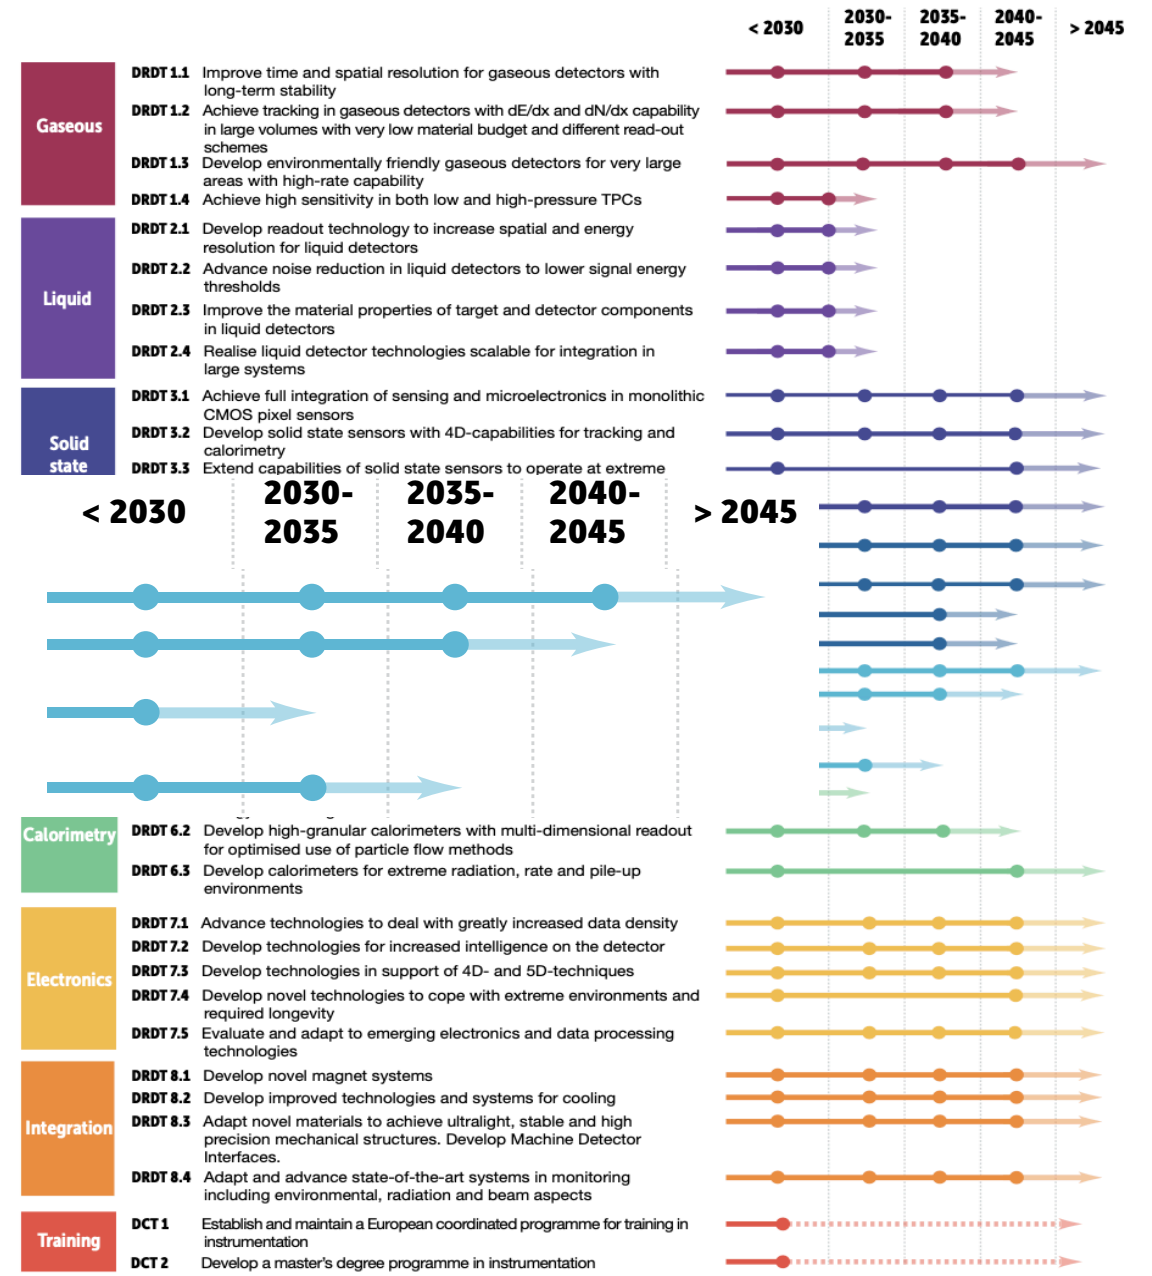 < 2030
2030-
2035
2035-
2040
2040-
2045
> 2045
Gaseous
DRDT 1.1 Improve time and spatial resolution for gaseous detectors with
long-term stability
DRDT 1.2 Achieve tracking in gaseous detectors with dE/dx and dN/dx capability
in large volumes with very low material budget and different read-out
schemes
DRDT 1.3 Develop environmentally friendly gaseous detectors for very large
areas with high-rate capability
DRDT 1.4 Achieve high sensitivity in both low and high-pressure TPCs
Liquid
DRDT 2.1 Develop readout technology to increase spatial and energy
resolution for liquid detectors
DRDT 2.2 Advance noise reduction in liquid detectors to lower signal energy
thresholds
DRDT 2.3 Improve the material properties of target and detector components
in liquid detectors
DRDT 2.4 Realise liquid detector technologies scalable for integration in
large systems
Solid
state
DRDT 3.1 Achieve full integration of sensing and microelectronics in monolithic
CMOS pixel sensors
DRDT 3.2 Develop solid state sensors with 4D-capabilities for tracking and
calorimetry
DRDT 3.3 Extend capabilities of solid state sensors to operate at extreme
< 2030
2030-
2035
2035-
2040
2040-
2045
> 2045
Calorimetry
DRDT 6.2 Develop high-granular calorimeters with multi-dimensional readout
for optimised use of particle flow methods
DRDT 6.3 Develop calorimeters for extreme radiation, rate and pile-up
environments
Electronics
DRDT 7.1 Advance technologies to deal with greatly increased data density
DRDT 7.2 Develop technologies for increased intelligence on the detector
DRDT 7.3 Develop technologies in support of 4D- and 5D-techniques
DRDT 7.4 Develop novel technologies to cope with extreme environments and
required longevity
DRDT 7.5 Evaluate and adapt to emerging electronics and data processing
technologies
Integration
DRDT 8.1 Develop novel magnet systems
DRDT 8.2 Develop improved technologies and systems for cooling
DRDT 8.3 Adapt novel materials to achieve ultralight, stable and high
precision mechanical structures. Develop Machine Detector
Interfaces.
DRDT 8.4 Adapt and advance state-of-the-art systems in monitoring
including environmental, radiation and beam aspects
Training
DCT 1 Establish and maintain a European coordinated programme for training in
instrumentation
DCT 2 Develop a master's degree programme in instrumentation